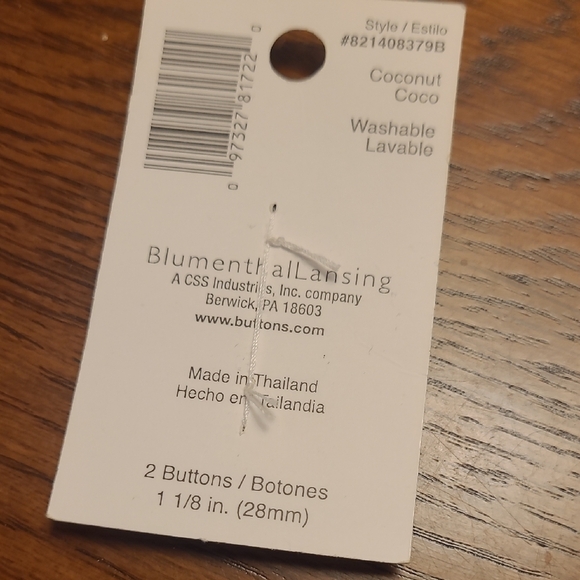 Style / Estilo
#821408379B
0 97327 81722 0
Coconut
Coco
Washable
Lavable
BlumenthalLansing
A CSS Industries, Inc. company
Berwick, PA 18603
www.buttons.com
Made in Thailand
Hecho en Tailandia
2 Buttons / Botones
1 1/8 in. (28mm)